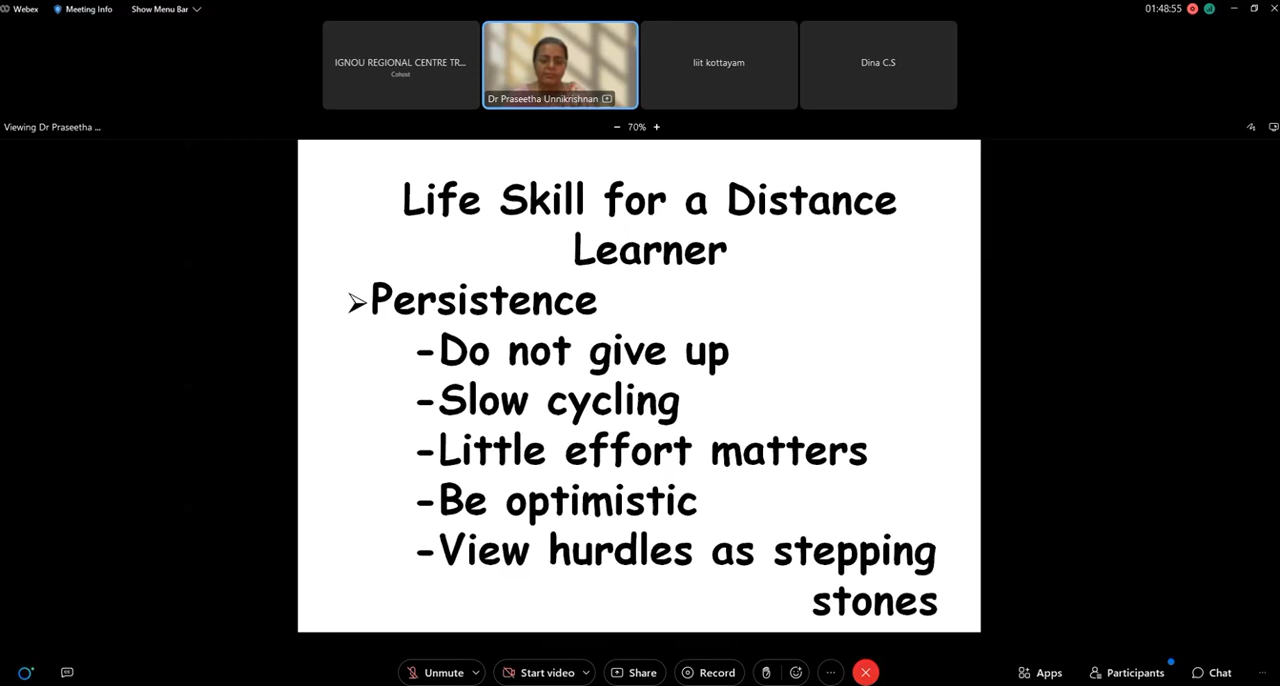 Webex
Meeting Info
Show Menu Bar
01:48:55
IGNOU REGIONAL CENTRE TR...
Cohost
Dr Praseetha Unnikrishnan
liit kottayam
Dina C.S
Viewing Dr Praseetha ...
70%
Life Skill for a Distance
Learner
➢Persistence
-Do not give up
-Slow cycling
-Little effort matters
-Be optimistic
-View hurdles as stepping
stones
Unmute
Start video
Share
Record
Apps
Participants
Chat